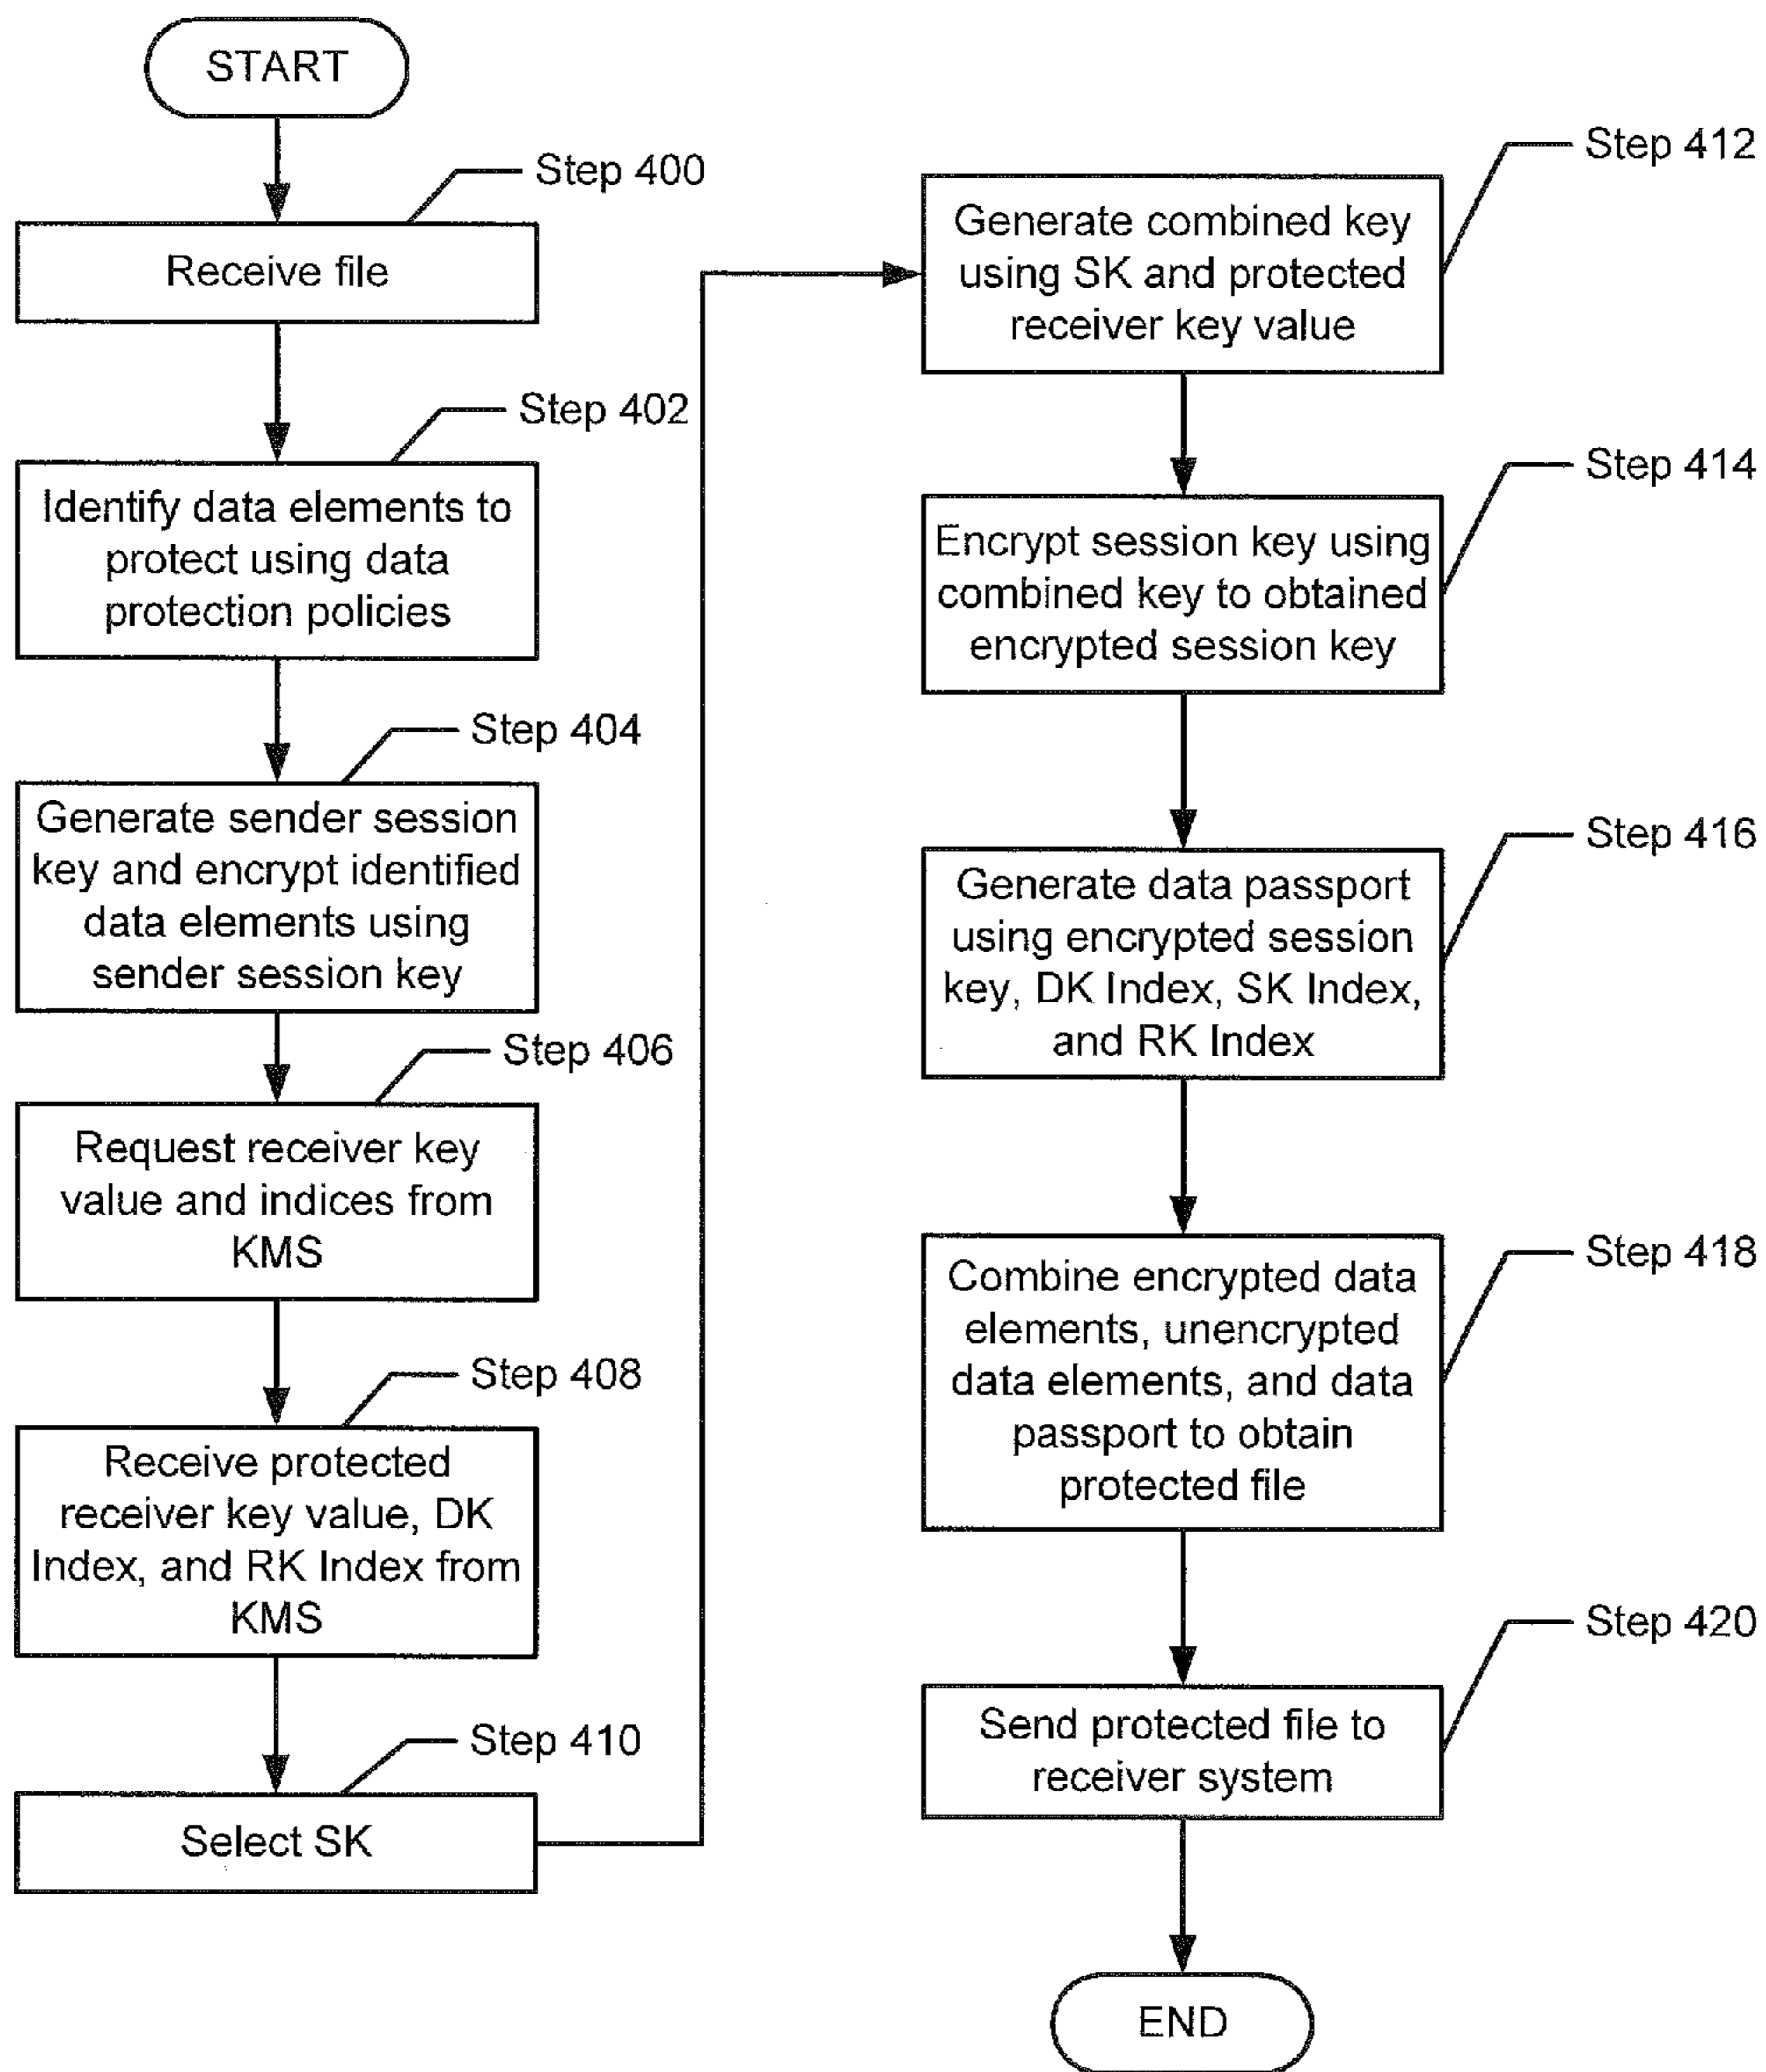 START
Step 400
Receive file
Step 402
Identify data elements to
protect using data
protection policies
Step 404
Generate sender session
key and encrypt identified
data elements using
sender session key
Step 406
Request receiver key
value and indices from
KMS
Step 408
Receive protected
receiver key value, DK
Index, and RK Index from
KMS
Step 410
Select SK
Step 412
Generate combined key
using SK and protected
receiver key value
Step 414
Encrypt session key using
combined key to obtained
encrypted session key
Step 416
Generate data passport
using encrypted session
key, DK Index, SK Index,
and RK Index
Step 418
Combine encrypted data
elements, unencrypted
data elements, and data
passport to obtain
protected file
Step 420
Send protected file to
receiver system
END